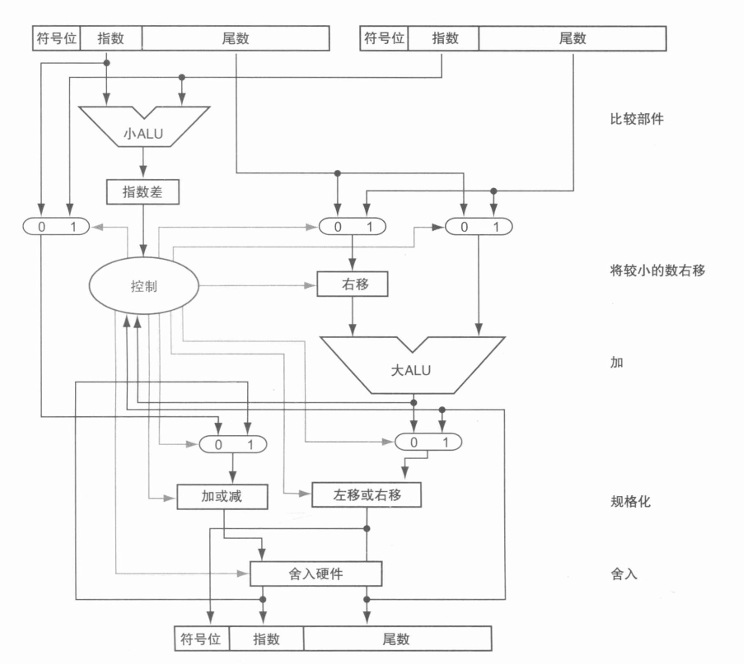 符号位 指数 尾数 符号位 指数 尾数
比较部件
小ALU
指数差
0 1 0 1 0 1
将较小的数右移
控制
右移
加
大ALU
0 1 0 1
加或减 左移或右移
规格化
舍入硬件
舍入
符号位 指数 尾数